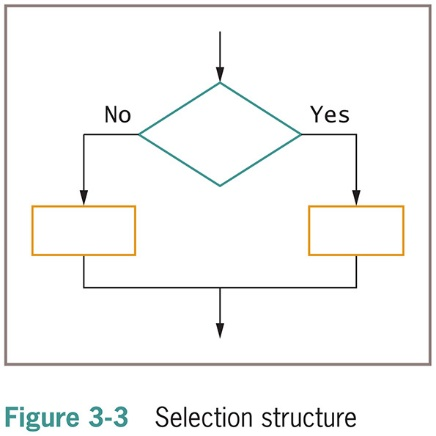 No Yes
Figure 3-3 Selection structure